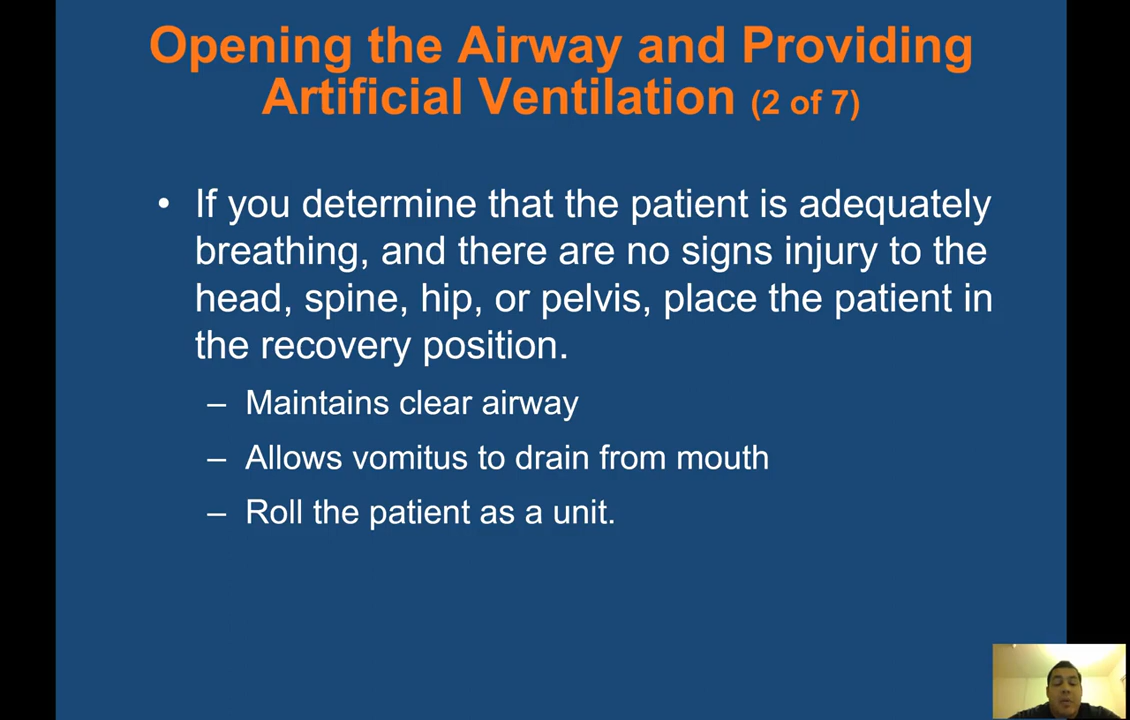 Opening the Airway and Providing
Artificial Ventilation (2 of 7)
• If you determine that the patient is adequately
breathing, and there are no signs injury to the
head, spine, hip, or pelvis, place the patient in
the recovery position.
– Maintains clear airway
– Allows vomitus to drain from mouth
– Roll the patient as a unit.